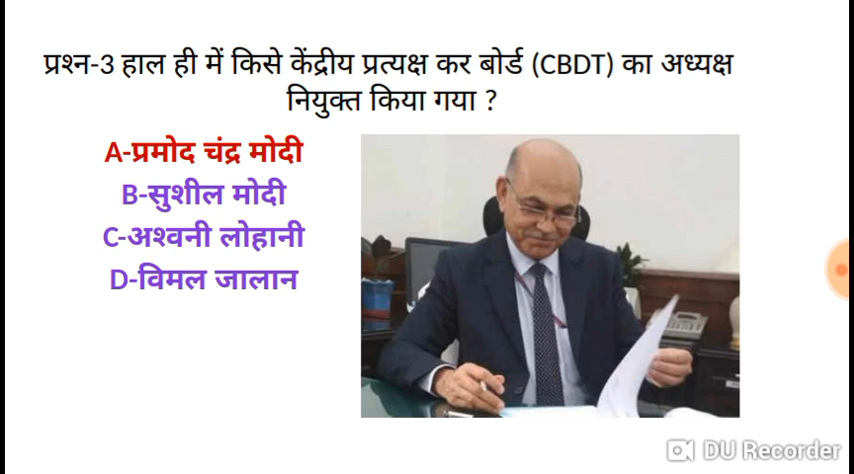 प्रश्न-3 हाल ही में किसे केंद्रीय प्रत्यक्ष कर बोर्ड (CBDT) का अध्यक्ष
नियुक्त किया गया ?
A-प्रमोद चंद्र मोदी
B-सुशील मोदी
C-अश्वनी लोहानी
D-विमल जालान
DU Recorder